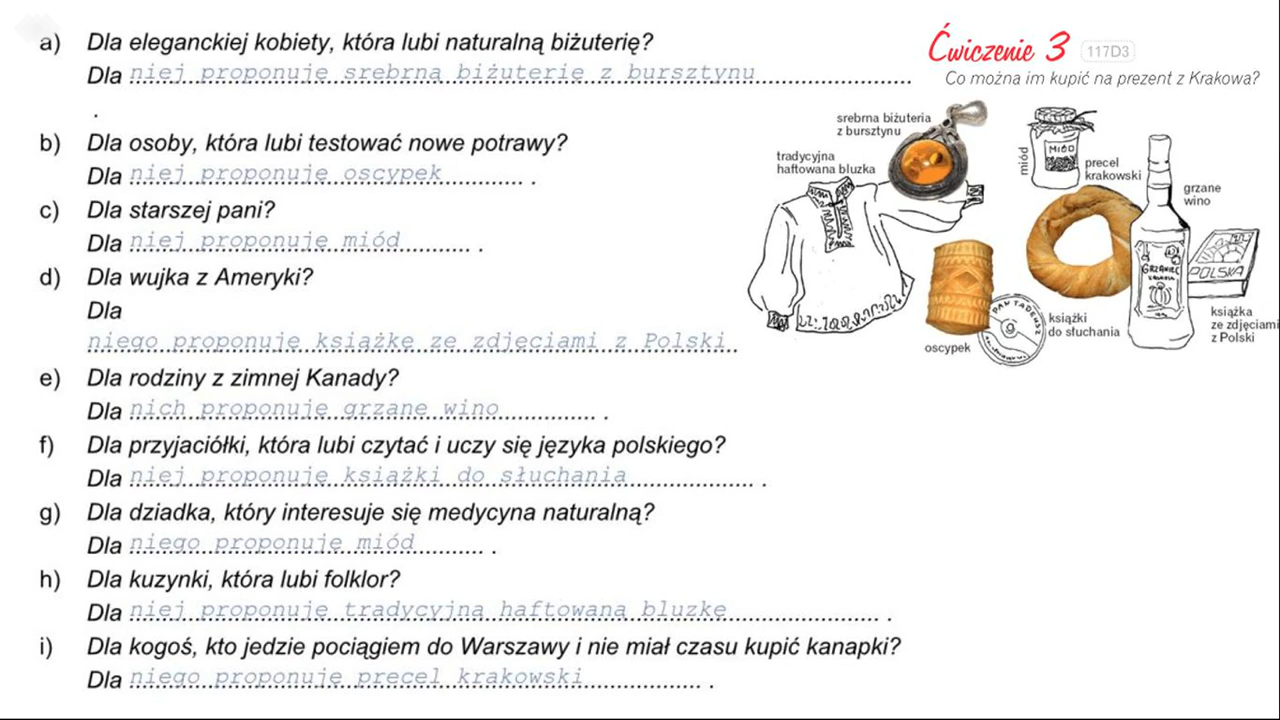 a) Dla eleganckiej kobiety, która lubi naturalną biżuterię?
Dla niej proponuję srebrną biżuterię z bursztynu
.
b) Dla osoby, która lubi testować nowe potrawy?
Dla niej proponuję oscypek .
c) Dla starszej pani?
Dla niej proponuję miód .
d) Dla wujka z Ameryki?
Dla
niego proponuję książkę ze zdjęciami z Polski.
e) Dla rodziny z zimnej Kanady?
Dla nich proponuję grzane wino .
f) Dla przyjaciółki, która lubi czytać i uczy się języka polskiego?
Dla niej proponuję książki do słuchania .
g) Dla dziadka, który interesuje się medycyna naturalną?
Dla niego proponuję miód .
h) Dla kuzynki, która lubi folklor?
Dla niej proponuję tradycyjną haftowaną bluzkę .
i) Dla kogoś, kto jedzie pociągiem do Warszawy i nie miał czasu kupić kanapki?
Dla niego proponuję precel krakowski .
Ćwiczenie 3 117D3
Co można im kupić na prezent z Krakowa?
srebrna biżuteria
z bursztynu
tradycyjna
haftowana bluzka
miód
MIÓD
precel
krakowski
grzane
wino
GRZANIEC
POLSKA
PAN TADEUSZ
książki
do słuchania
oscypek
książka
ze zdjęciami
z Polski